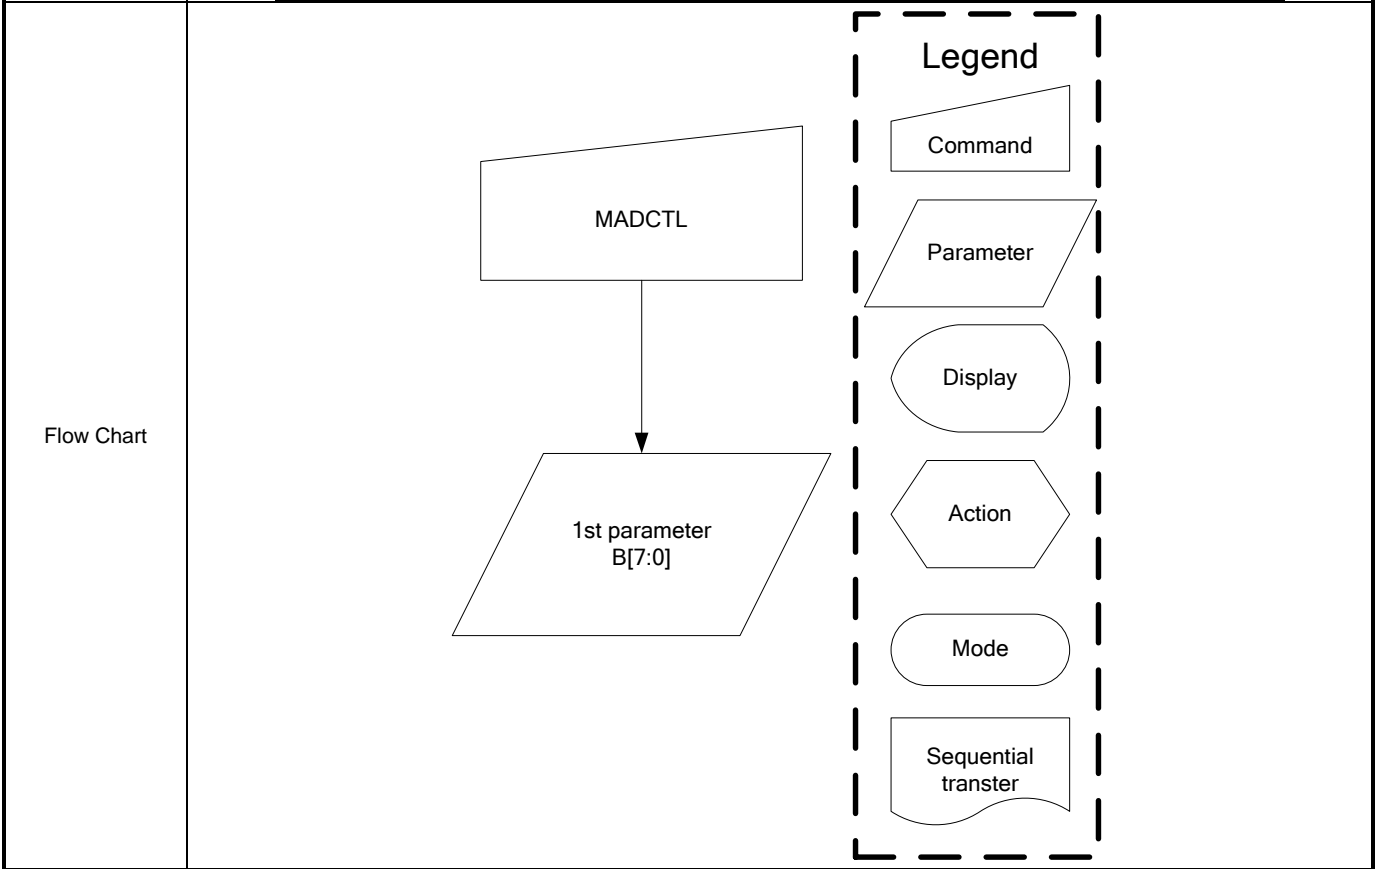 Flow Chart
MADCTL
1st parameter
B[7:0]
Legend
Command
Parameter
Display
Action
Mode
Sequential
transter